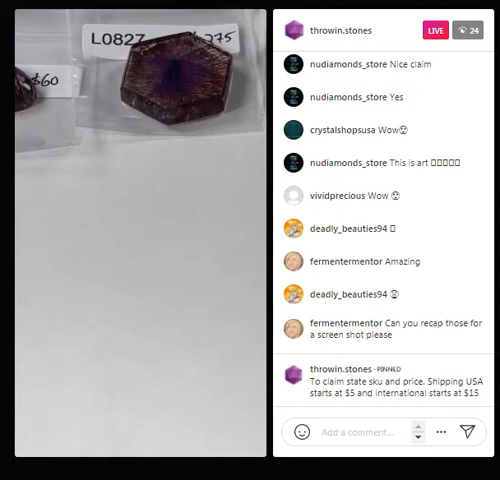 L0827
$60
throwin.stones
LIVE
24
nudiamonds_store Nice claim
nudiamonds_store Yes
crystalshopsusa Wow
nudiamonds_store This is art
vividprecious Wow
deadly_beauties94
fermentermentor Amazing
deadly_beauties94
fermentermentor Can you recap those for
a screen shot please
throwin.stones · PINNED
To claim state sku and price. Shipping USA
starts at $5 and international starts at $15
Add a comment...